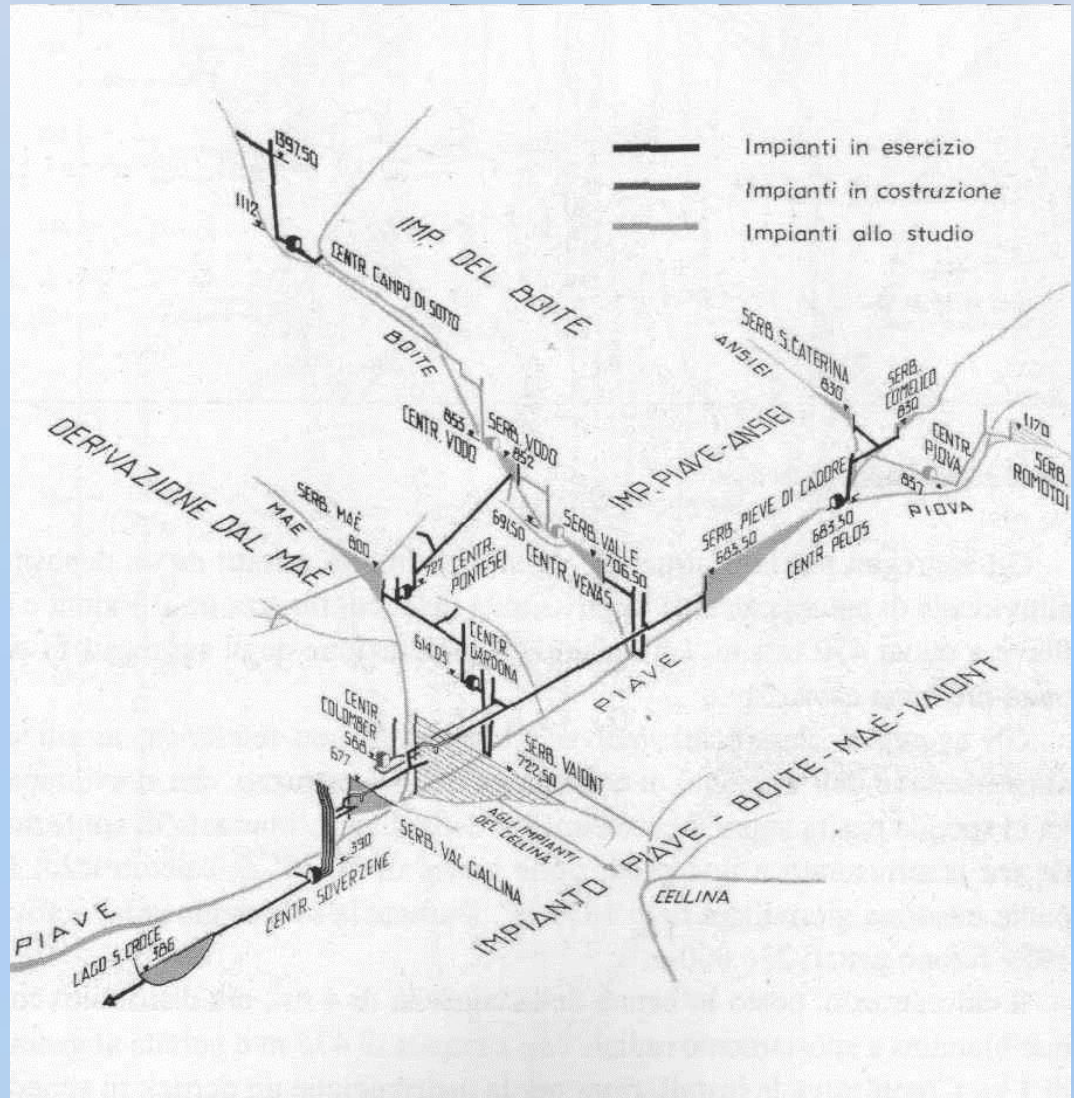 Impianti in esercizio
Impianti in costruzione
Impianti allo studio
1397.50
1112
CENTR. CAMPO DI SOTTO
IMP. DEL BOITE
BOITE
SERB. S. CATERINA
830
ANSIEI
SERB. COMELICO
830
CENTR. PIOVA
837
PIOVA
1170
SERB. ROMOTOI
CENTR. VODO
SERB. VODO
852
IMP. PIAVE-ANSIEI
DERIVAZIONE DAL MAÈ
SERB. MAÈ
800
MAE
SERB. PIEVE DI CADORE
683.50
683.50
CENTR. PELOS
691.50
SERB. VALLE
706.50
CENTR. VENAS
CENTR. PONTESEI
CENTR. GARDONA
614.05
PIAVE
CENTR. COLOMBER
568
677
SERB. VAIONT
722.50
AGLI IMPIANTI
DEL CELLINA
SERB. VAL GALLINA
390
CENTR. SOVERZENE
IMPIANTO PIAVE-BOITE-MAÈ-VAIONT
CELLINA
PIAVE
LAGO S. CROCE
386